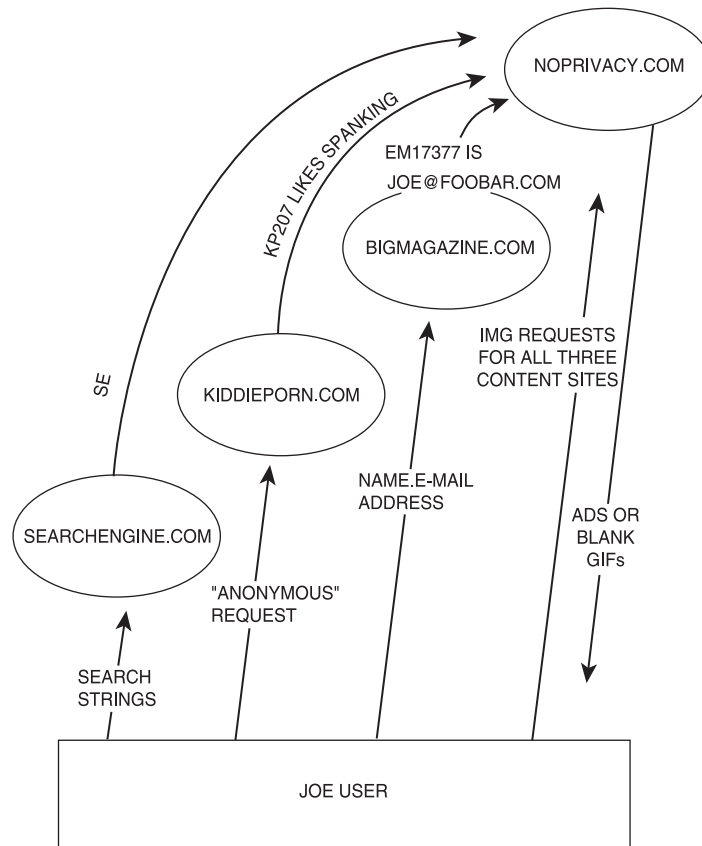 NOPRIVACY.COM
KP207 LIKES SPANKING
EM17377 IS
JOE@FOOBAR.COM
BIGMAGAZINE.COM
IMG REQUESTS
FOR ALL THREE
CONTENT SITES
SE
KIDDIEPORN.COM
NAME.E-MAIL
ADDRESS
ADS OR
BLANK
GIFs
SEARCHENGINE.COM
"ANONYMOUS"
REQUEST
SEARCH
STRINGS
JOE USER